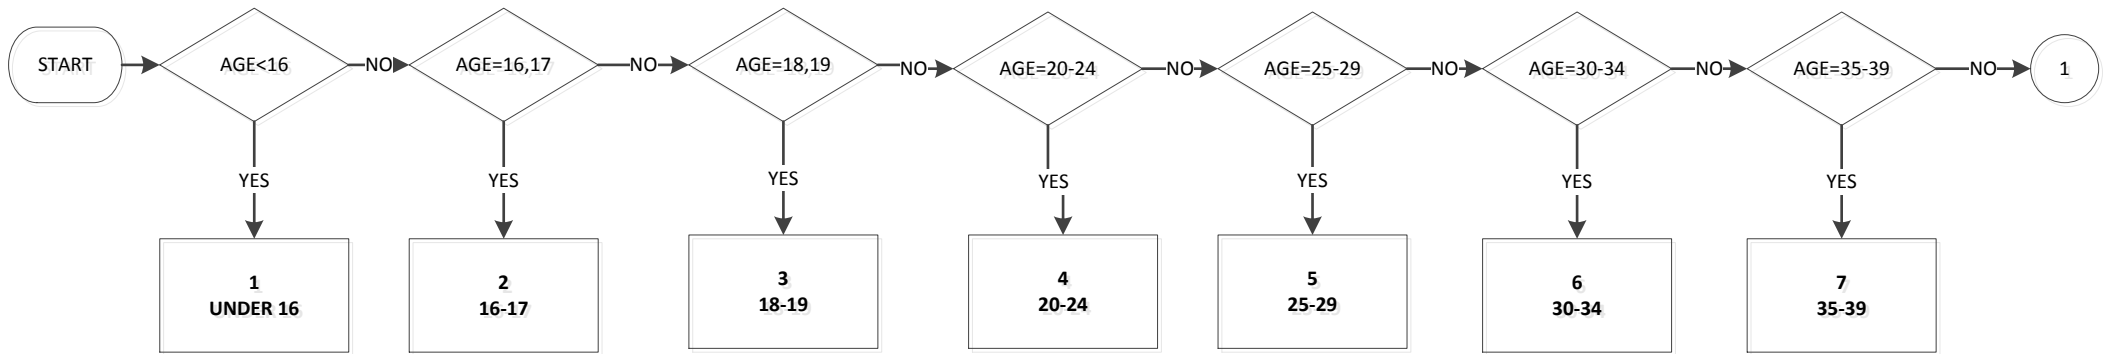 START
AGE<16
NO
AGE=16,17
NO
AGE=18,19
NO
AGE=20-24
NO
AGE=25-29
NO
AGE=30-34
NO
AGE=35-39
NO
1
YES
YES
YES
YES
YES
YES
YES
1
UNDER 16
2
16-17
3
18-19
4
20-24
5
25-29
6
30-34
7
35-39